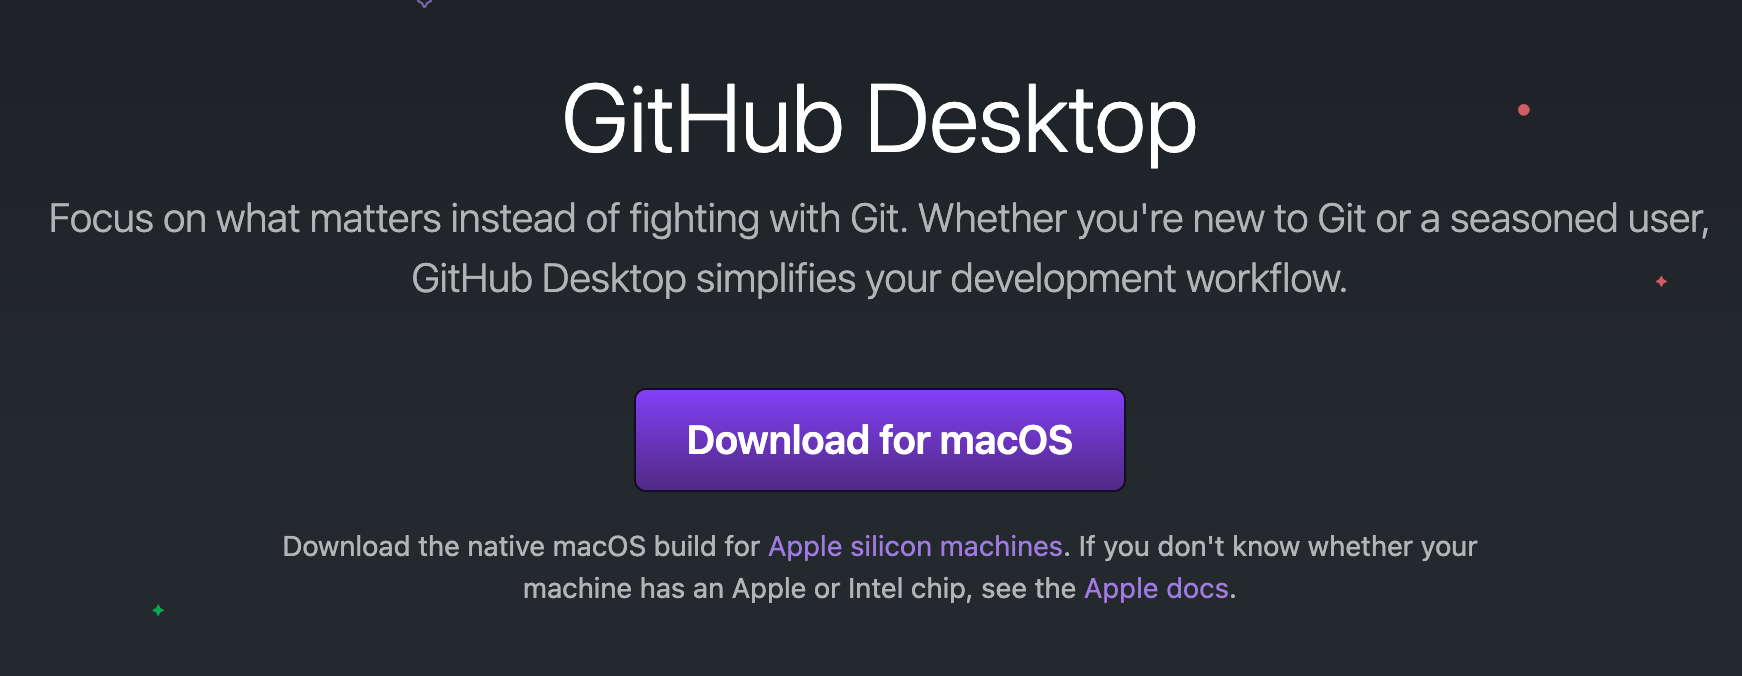 GitHub Desktop
Focus on what matters instead of fighting with Git. Whether you're new to Git or a seasoned user,
GitHub Desktop simplifies your development workflow.
Download for macOS
Download the native macOS build for Apple silicon machines. If you don't know whether your
machine has an Apple or Intel chip, see the Apple docs.